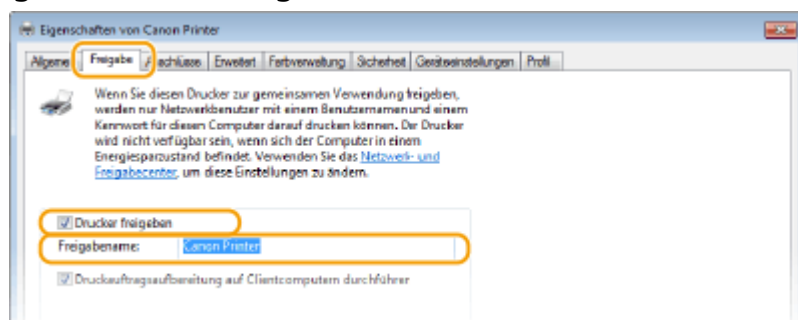 Eigenschaften von Canon Printer
Allgemein Freigabe Anschlüsse Erweitert Farbverwaltung Sicherheit Geräteeinstellungen Profil
Wenn Sie diesen Drucker zur gemeinsamen Verwendung freigeben,
werden nur Netzwerkbenutzer mit einem Benutzernamen und einem
Kennwort für diesen Computer darauf drucken können. Der Drucker
wird nicht verfügbar sein, wenn sich der Computer in einem
Energiesparzustand befindet. Verwenden Sie das Netzwerk- und
Freigabecenter, um diese Einstellungen zu ändern.
Drucker freigeben
Freigabename: Canon Printer
Druckauftragsaufbereitung auf Clientcomputern durchführer